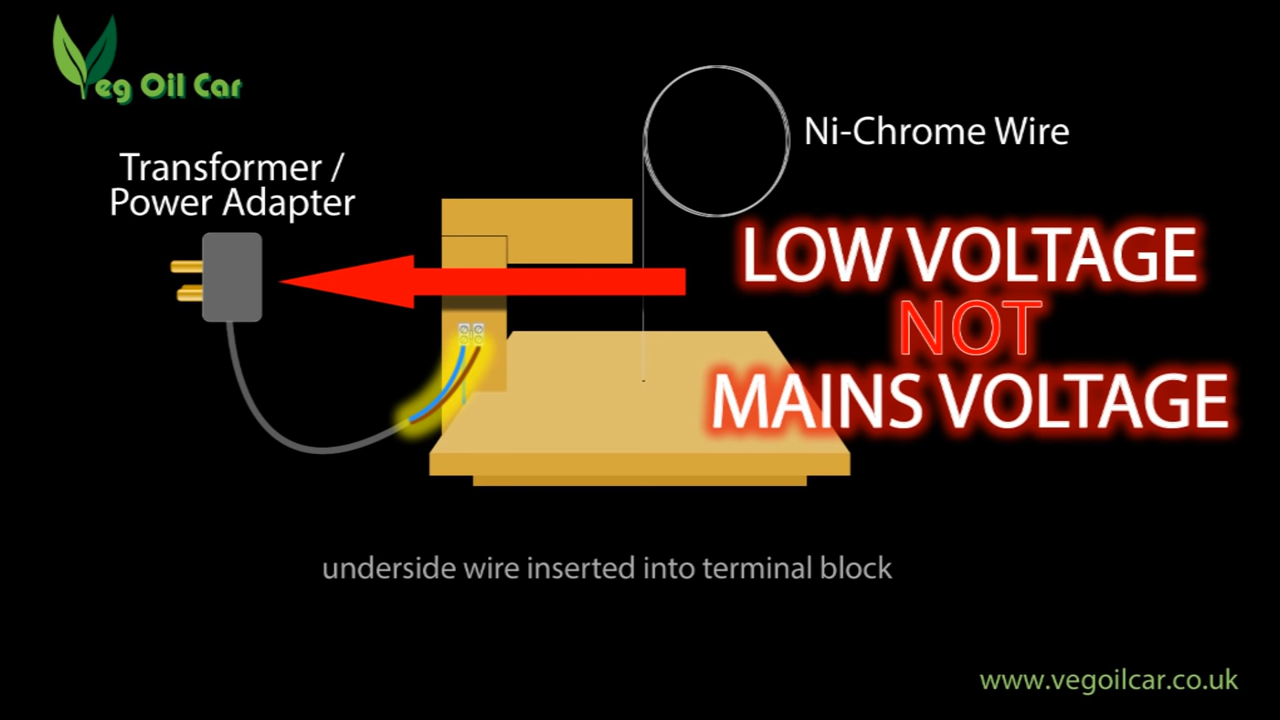 Veg Oil Car
Transformer /
Power Adapter
Ni-Chrome Wire
LOW VOLTAGE
NOT
MAINS VOLTAGE
underside wire inserted into terminal block
www.vegoilcar.co.uk